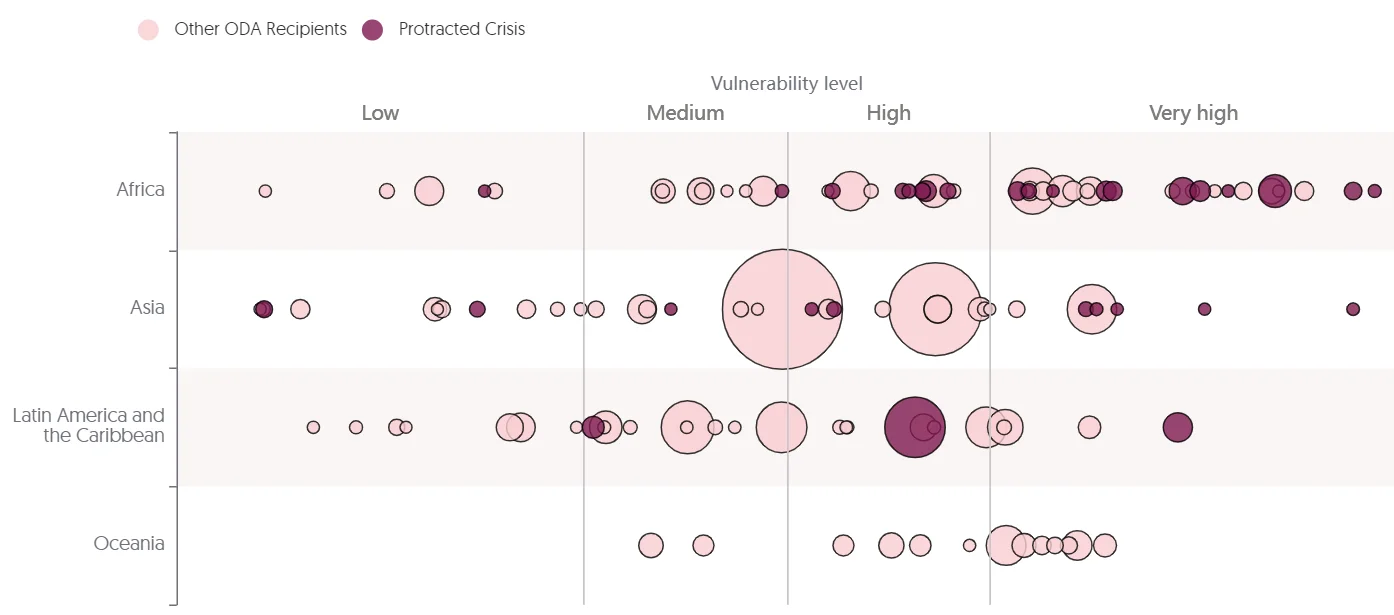 Other ODA Recipients
Protracted Crisis
Vulnerability level
Low
Medium
High
Very high
Africa
Asia
Latin America and
the Caribbean
Oceania